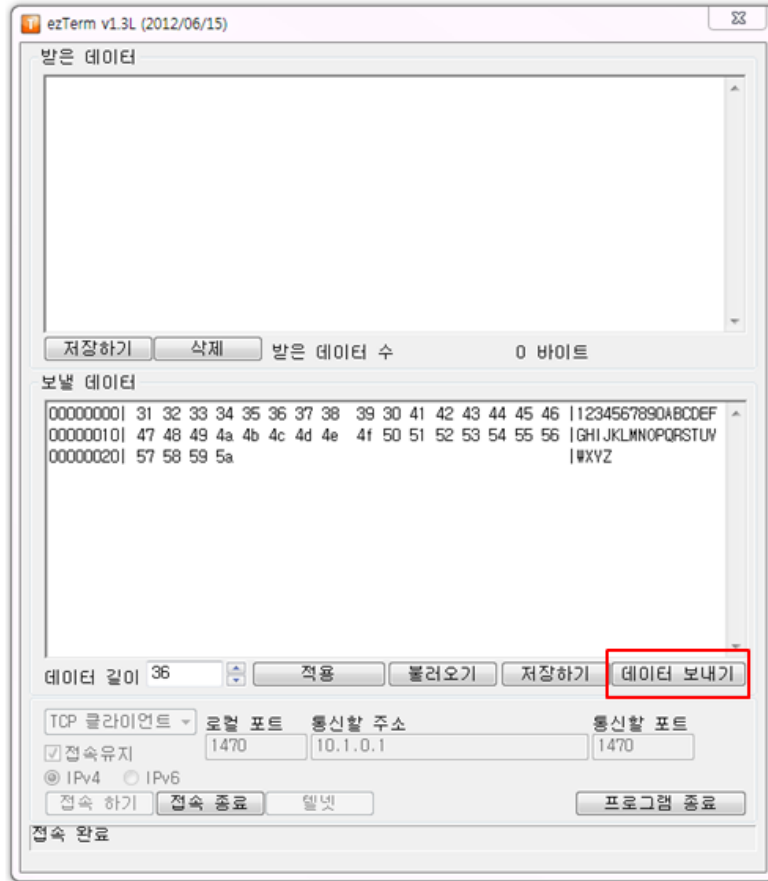 ezTerm v1.3L (2012/06/15)
받은 데이터
저장하기 삭제 받은 데이터 수 0 바이트
보낼 데이터
00000000| 31 32 33 34 35 36 37 38 39 30 41 42 43 44 45 46 |1234567890ABCDEF
00000010| 47 48 49 4a 4b 4c 4d 4e 4f 50 51 52 53 54 55 56 |GHIJKLMNOPQRSTUV
00000020| 57 58 59 5a |WXYZ
데이터 길이 36 적용 불러오기 저장하기 데이터 보내기
TCP 클라이언트 로컬 포트 통신할 주소 통신할 포트
접속유지 1470 10.1.0.1 1470
IPv4 IPv6
접속 하기 접속 종료 텔넷 프로그램 종료
접속 완료